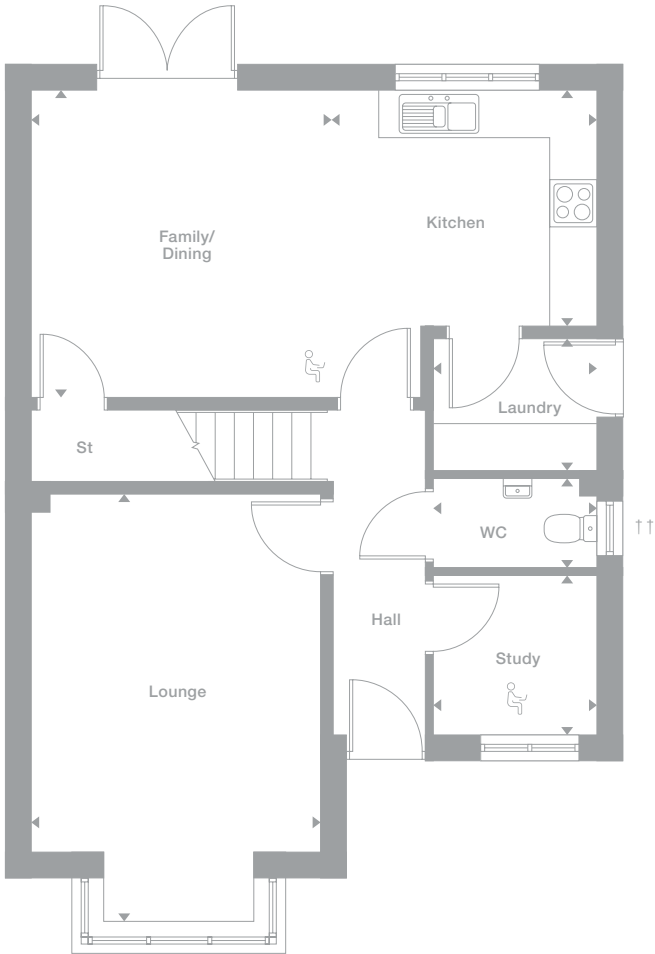 Kitchen
Family/
Dining
Laundry
St
WC
††
Hall
Study
Lounge